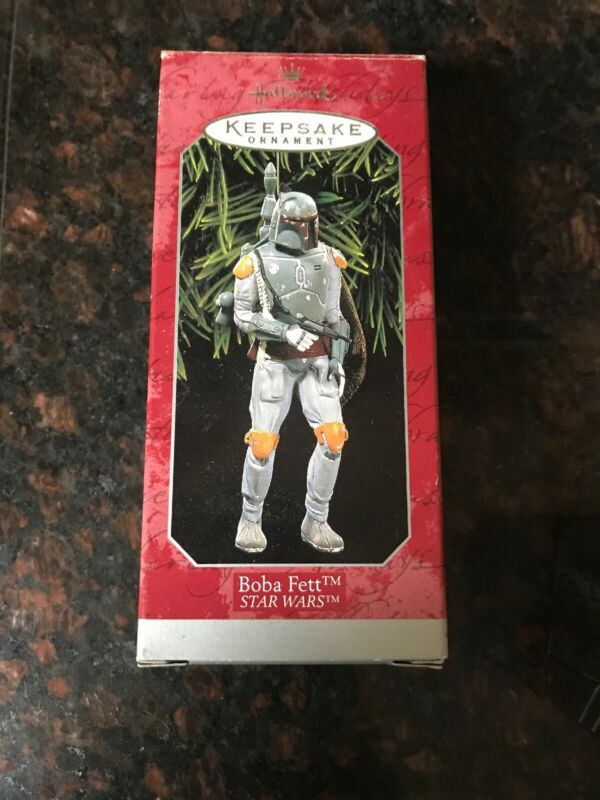 Hallmark
KEEPSAKE
ORNAMENT
Boba Fett™
STAR WARS™